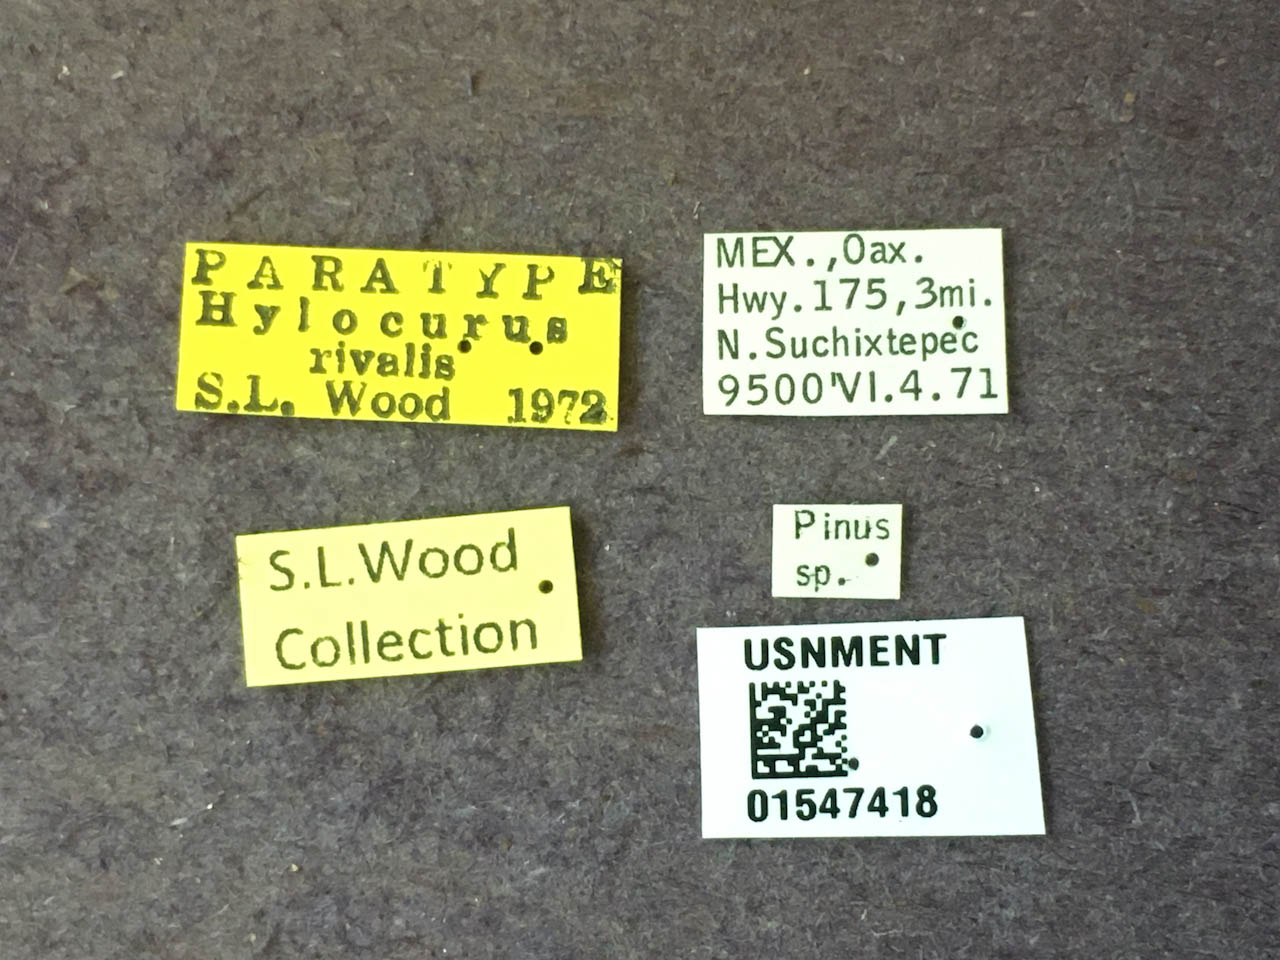 PARATYPE
Hylocurus
rivalis
S.L. Wood 1972
MEX.,Oax.
Hwy.175,3mi.
N.Suchixtepec
9500'VI.4.71
S.L.Wood
Collection
Pinus
sp.
USNMENT
01547418